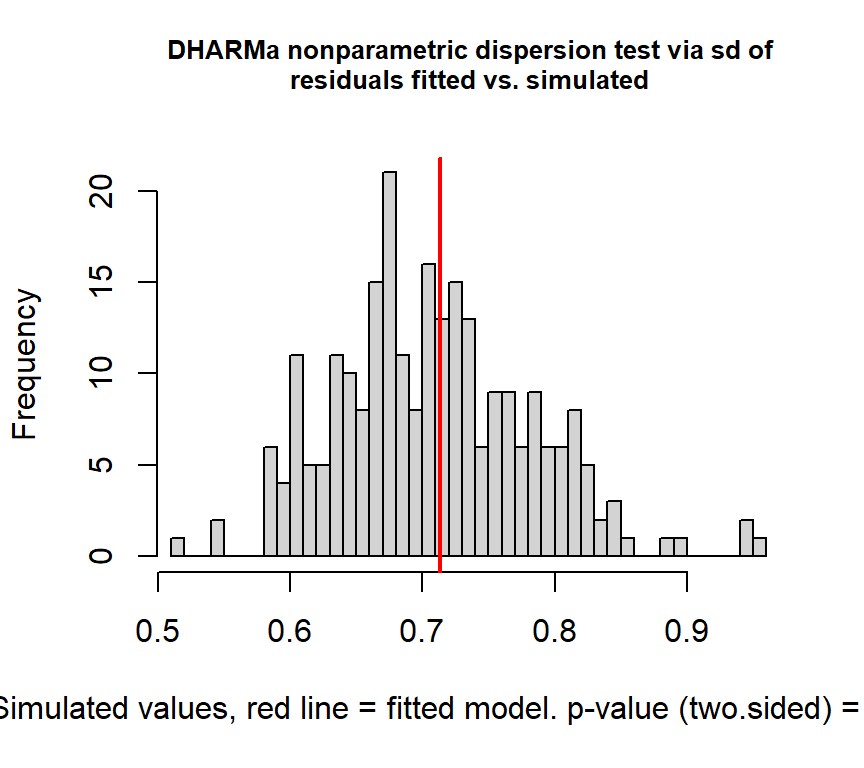 DHARMa nonparametric dispersion test via sd of
residuals fitted vs. simulated
Frequency
20
15
10
5
0
0.5 0.6 0.7 0.8 0.9
Simulated values, red line = fitted model. p-value (two.sided) =